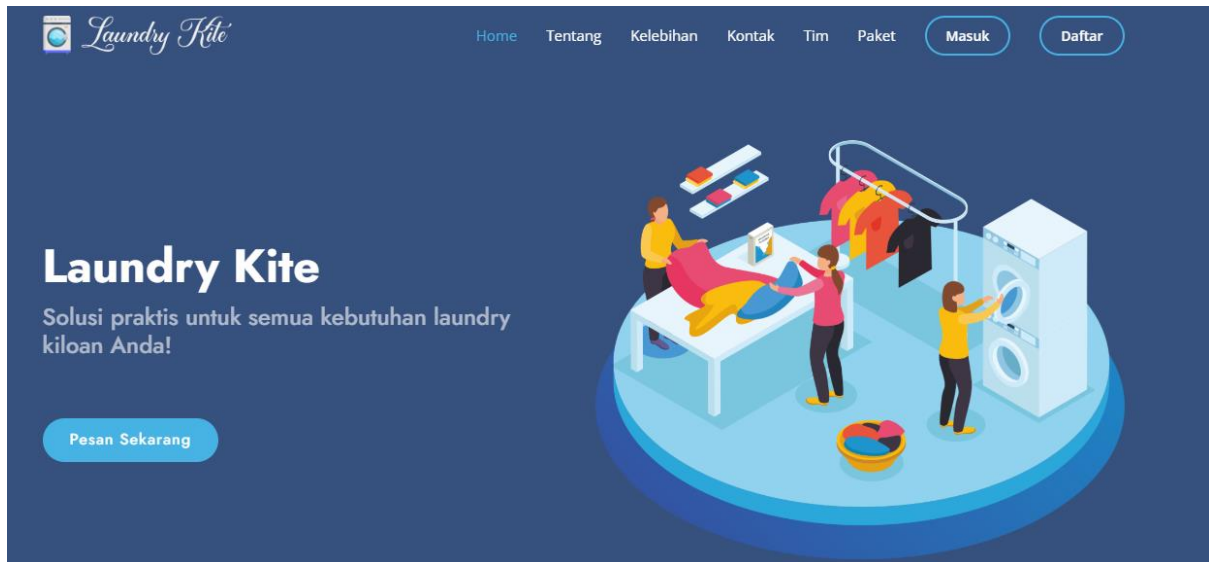 Laundry Kite
Home Tentang Kelebihan Kontak Tim Paket Masuk Daftar
Laundry Kite
Solusi praktis untuk semua kebutuhan laundry
kiloan Anda!
Pesan Sekarang